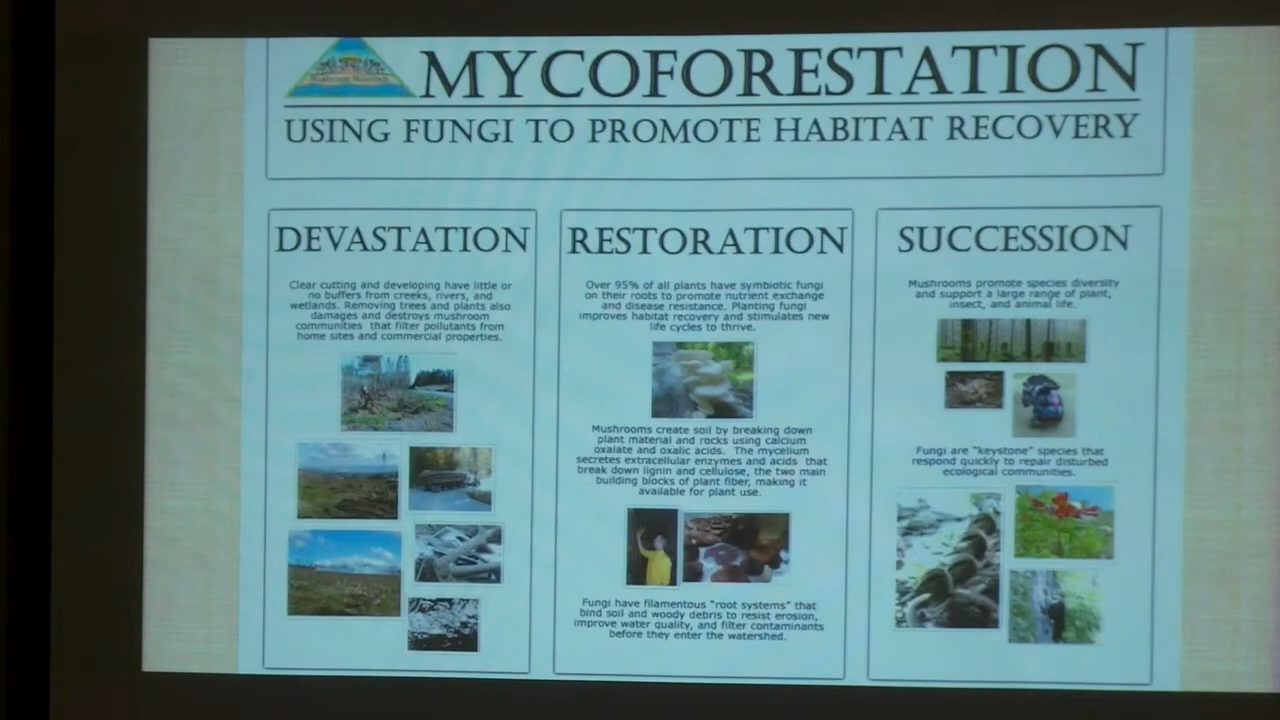 MYCOFORESTATION
USING FUNGI TO PROMOTE HABITAT RECOVERY
DEVASTATION
Clear cutting and developing have little or
no buffers from creeks, rivers, and
wetlands. Removing trees and plants also
damages and destroys mushroom
communities that filter pollutants from
home sites and commercial properties.
RESTORATION
Over 95% of all plants have symbiotic fungi
on their roots to promote nutrient exchange
and disease resistance. Planting fungi
improves habitat recovery and stimulates new
life cycles to thrive.
Mushrooms create soil by breaking down
plant material and rocks using calcium
oxalate and oxalic acids. The mycelium
secretes extracellular enzymes and acids that
break down lignin and cellulose, the two main
building blocks of plant fiber, making it
available for plant use.
Fungi have filamentous "root systems" that
bind soil and woody debris to resist erosion,
improve water quality, and filter contaminants
before they enter the watershed.
SUCCESSION
Mushrooms promote species diversity
and support a large range of plant,
insect, and animal life.
Fungi are "keystone" species that
respond quickly to repair disturbed
ecological communities.